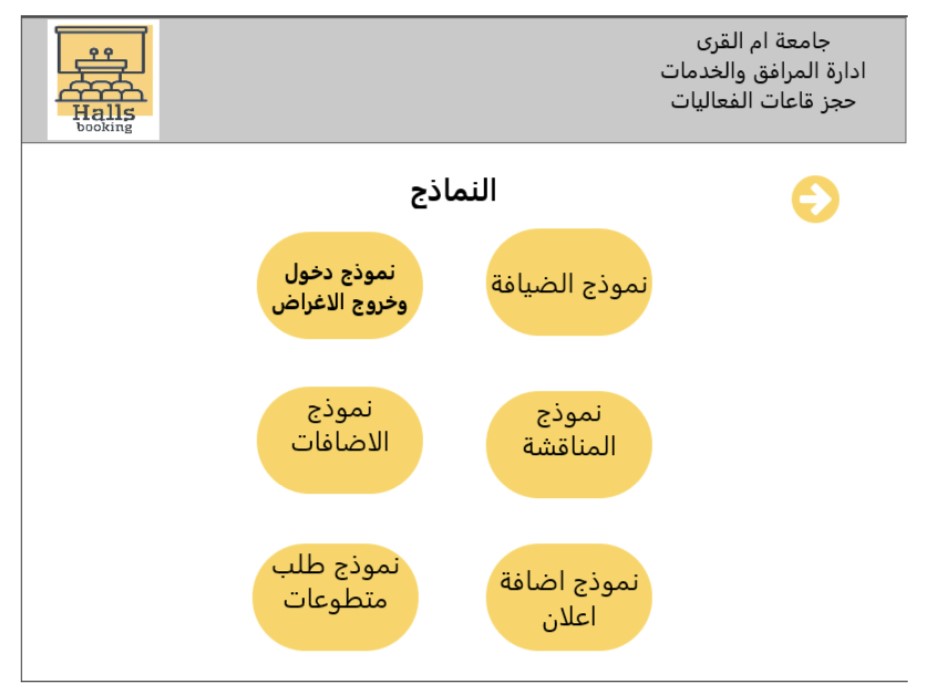 جامعة ام القرى
ادارة المرافق والخدمات
حجز قاعات الفعاليات
Halls
booking
النماذج
نموذج الضيافة
نموذج دخول
وخروج الاغراض
نموذج
المناقشة
نموذج
الاضافات
نموذج اضافة
اعلان
نموذج طلب
متطوعات